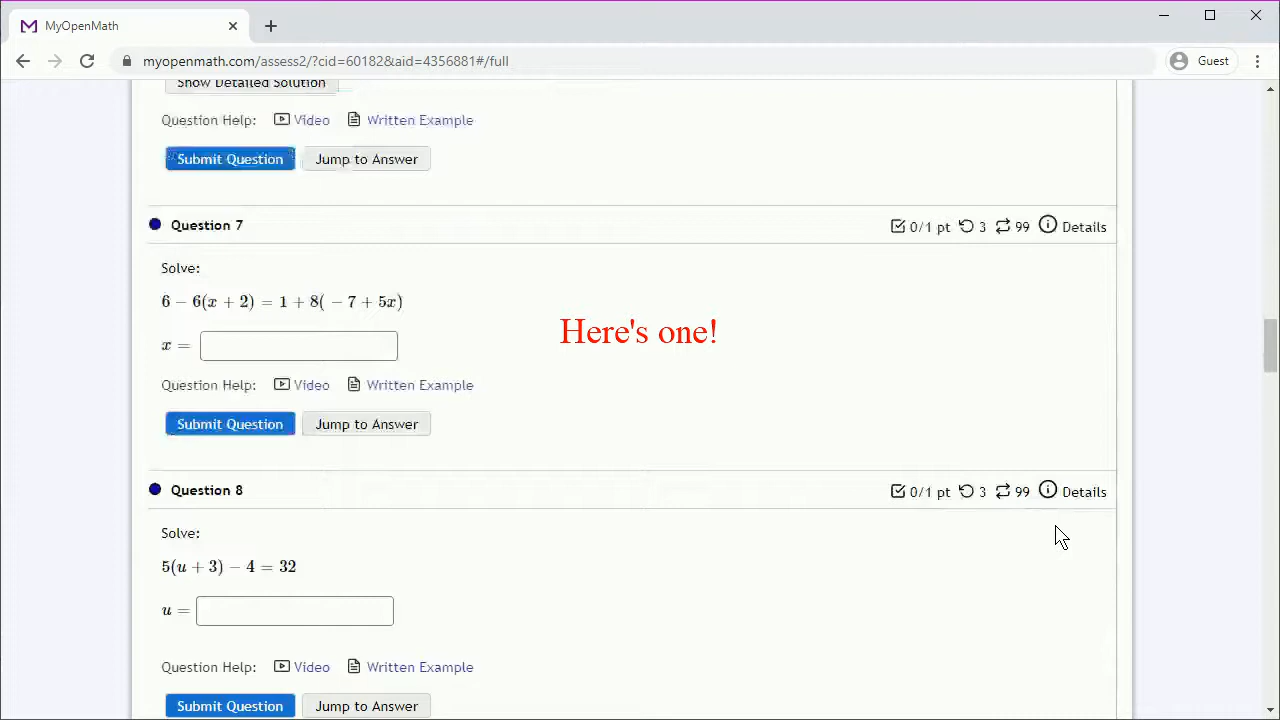 MyOpenMath
myopenmath.com/assess2/?cid=60182&aid=4356881#/full
Guest
Show Detailed Solution
Question Help: Video Written Example
Submit Question Jump to Answer
Question 7 0/1 pt 3 99 Details
Solve:
6 − 6(x + 2) = 1 + 8( − 7 + 5x)
Here's one!
x =
Question Help: Video Written Example
Submit Question Jump to Answer
Question 8 0/1 pt 3 99 Details
Solve:
5(u + 3) − 4 = 32
u =
Question Help: Video Written Example
Submit Question Jump to Answer